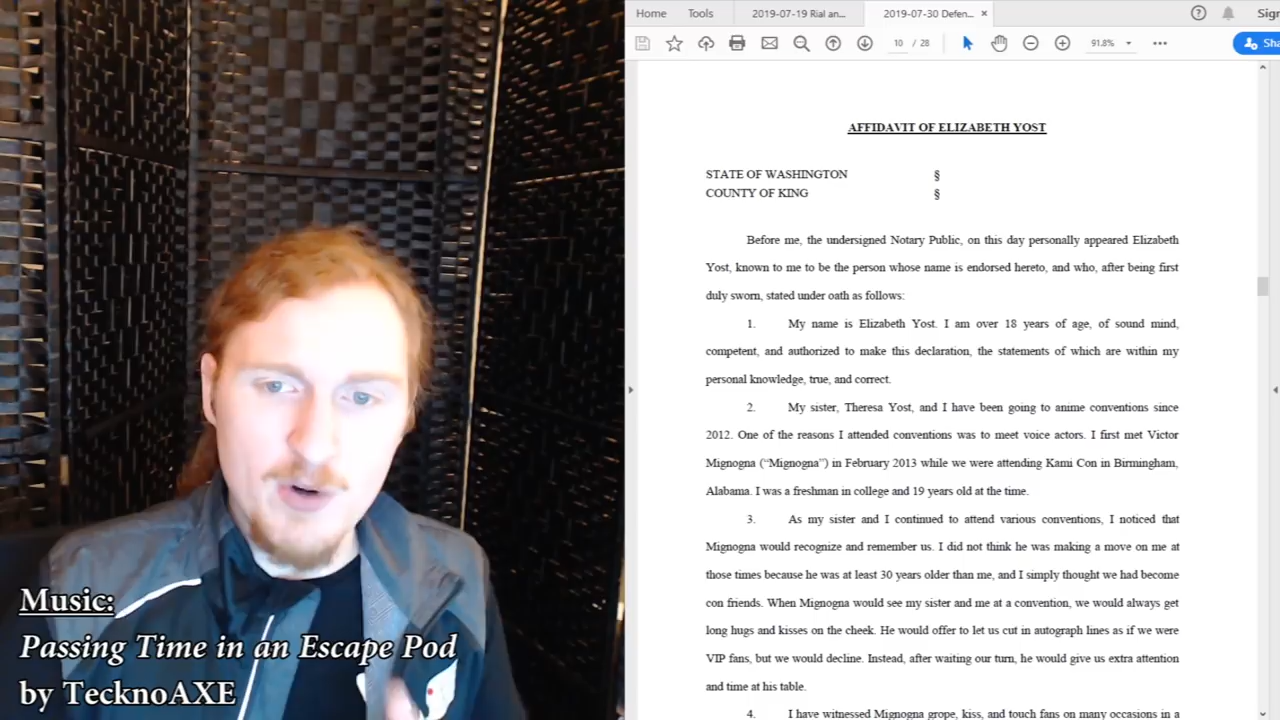 Home Tools 2019-07-19 Rial an... 2019-07-30 Defen... × Sign
10 / 28 91.8% Sha
AFFIDAVIT OF ELIZABETH YOST
STATE OF WASHINGTON §
COUNTY OF KING §
Before me, the undersigned Notary Public, on this day personally appeared Elizabeth
Yost, known to me to be the person whose name is endorsed hereto, and who, after being first
duly sworn, stated under oath as follows:
1. My name is Elizabeth Yost. I am over 18 years of age, of sound mind,
competent, and authorized to make this declaration, the statements of which are within my
personal knowledge, true, and correct.
2. My sister, Theresa Yost, and I have been going to anime conventions since
2012. One of the reasons I attended conventions was to meet voice actors. I first met Victor
Mignogna (“Mignogna”) in February 2013 while we were attending Kami Con in Birmingham,
Alabama. I was a freshman in college and 19 years old at the time.
3. As my sister and I continued to attend various conventions, I noticed that
Mignogna would recognize and remember us. I did not think he was making a move on me at
those times because he was at least 30 years older than me, and I simply thought we had become
con friends. When Mignogna would see my sister and me at a convention, we would always get
long hugs and kisses on the cheek. He would offer to let us cut in autograph lines as if we were
VIP fans, but we would decline. Instead, after waiting our turn, he would give us extra attention
and time at his table.
4. I have witnessed Mignogna grope, kiss, and touch fans on many occasions in a
Music:
Passing Time in an Escape Pod
by TecknoAXE